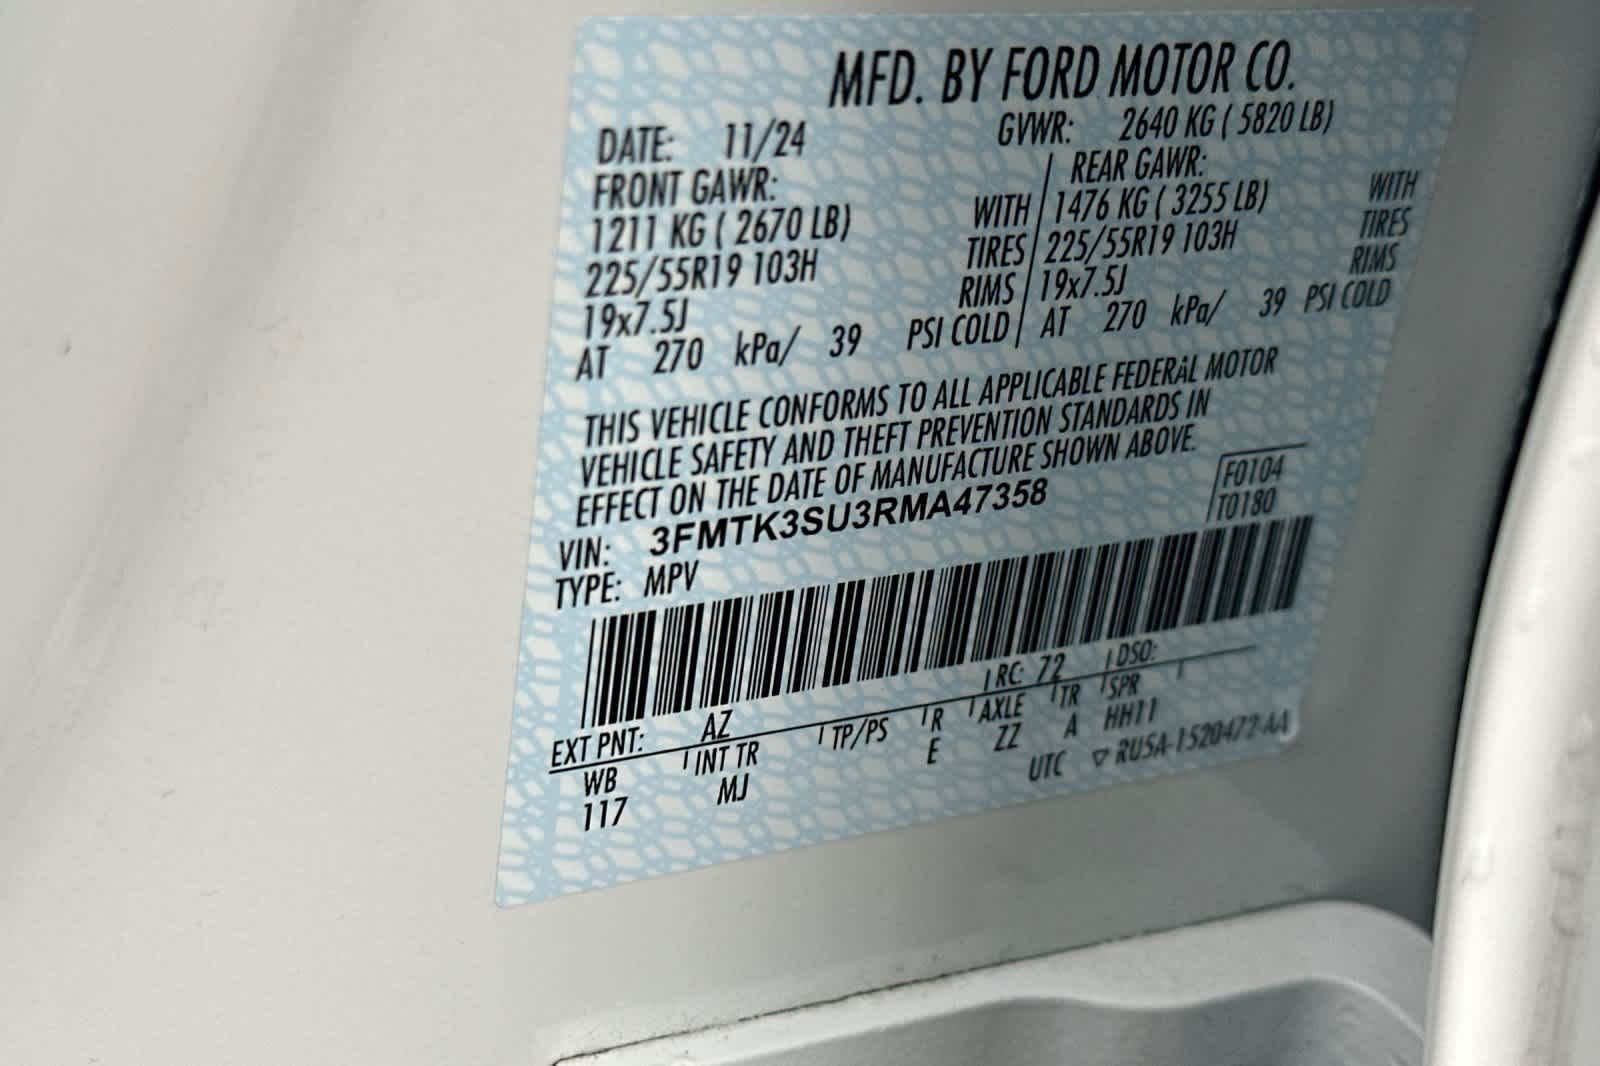 MFD. BY FORD MOTOR CO.
DATE: 11/24 GVWR: 2640 KG ( 5820 LB)
FRONT GAWR: REAR GAWR:
1211 KG ( 2670 LB) WITH 1476 KG ( 3255 LB) WITH
225/55R19 103H TIRES 225/55R19 103H TIRES
19x7.5J RIMS 19x7.5J RIMS
AT 270 kPa/ 39 PSI COLD AT 270 kPa/ 39 PSI COLD
THIS VEHICLE CONFORMS TO ALL APPLICABLE FEDERAL MOTOR
VEHICLE SAFETY AND THEFT PREVENTION STANDARDS IN
EFFECT ON THE DATE OF MANUFACTURE SHOWN ABOVE.
F0104
VIN: 3FMTK3SU3RMA47358 T0180
TYPE: MPV
EXT PNT: AZ RC: 72 DSO:
WB INT TR TP/PS R AXLE TR SPR
117 MJ E ZZ A HH11
UTC ▽ RU5A-1520472-AA